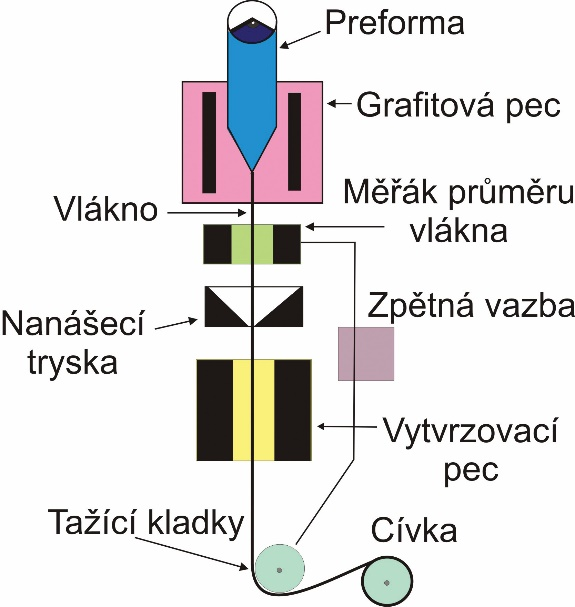 Preforma
Grafitová pec
Vlákno
Měřák průměru
vlákna
Zpětná vazba
Nanášecí
tryska
Vytvrzovací
pec
Tažící kladky
Cívka